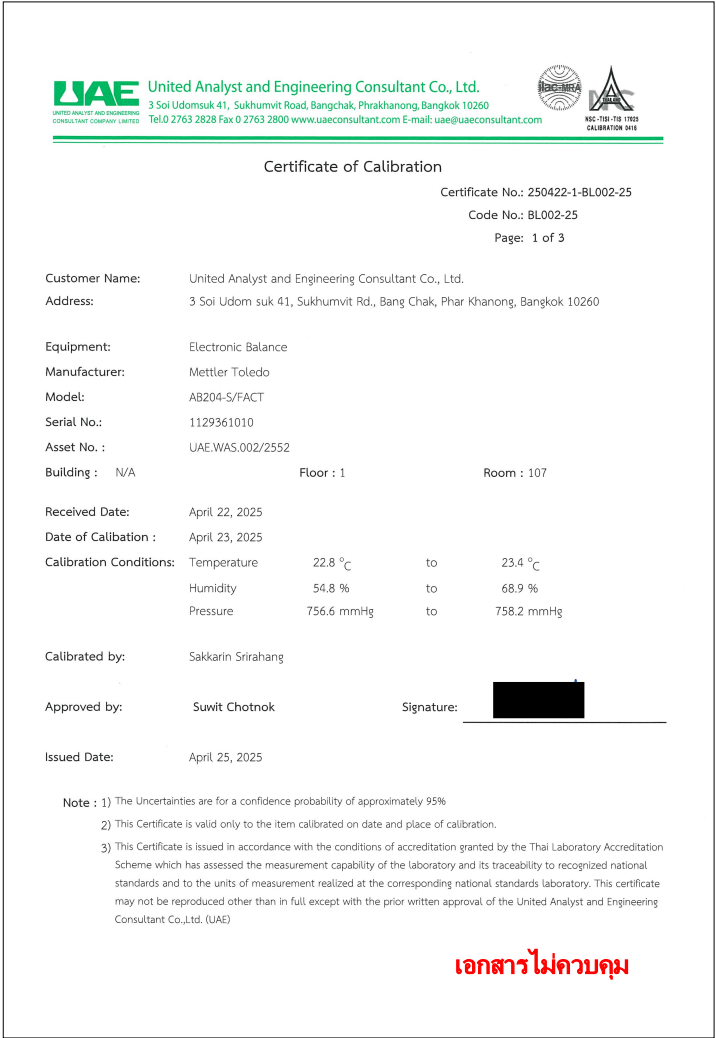 UAE
UNITED ANALYST AND ENGINEERING
CONSULTANT COMPANY LIMITED
United Analyst and Engineering Consultant Co., Ltd.
3 Soi Udomsuk 41, Sukhumvit Road, Bangchak, Phrakhanong, Bangkok 10260
Tel.0 2763 2828 Fax 0 2763 2800 www.uaeconsultant.com E-mail: uae@uaeconsultant.com
ilac-MRA
THAILAND
NSC
NSC -TISI -TIS 17025
CALIBRATION 0416
Certificate of Calibration
Certificate No.: 250422-1-BL002-25
Code No.: BL002-25
Page: 1 of 3
Customer Name: United Analyst and Engineering Consultant Co., Ltd.
Address: 3 Soi Udom suk 41, Sukhumvit Rd., Bang Chak, Phar Khanong, Bangkok 10260
Equipment: Electronic Balance
Manufacturer: Mettler Toledo
Model: AB204-S/FACT
Serial No.: 1129361010
Asset No. : UAE.WAS.002/2552
Building : N/A Floor : 1 Room : 107
Received Date: April 22, 2025
Date of Calibation : April 23, 2025
Calibration Conditions: Temperature 22.8 °C to 23.4 °C
Humidity 54.8 % to 68.9 %
Pressure 756.6 mmHg to 758.2 mmHg
Calibrated by: Sakkarin Srirahang
Approved by: Suwit Chotnok Signature:
Issued Date: April 25, 2025
Note : 1) The Uncertainties are for a confidence probability of approximately 95%
2) This Certificate is valid only to the item calibrated on date and place of calibration.
3) This Certificate is issued in accordance with the conditions of accreditation granted by the Thai Laboratory Accreditation
Scheme which has assessed the measurement capability of the laboratory and its traceability to recognized national
standards and to the units of measurement realized at the corresponding national standards laboratory. This certificate
may not be reproduced other than in full except with the prior written approval of the United Analyst and Engineering
Consultant Co.,Ltd. (UAE)
เอกสารไม่ควบคุม